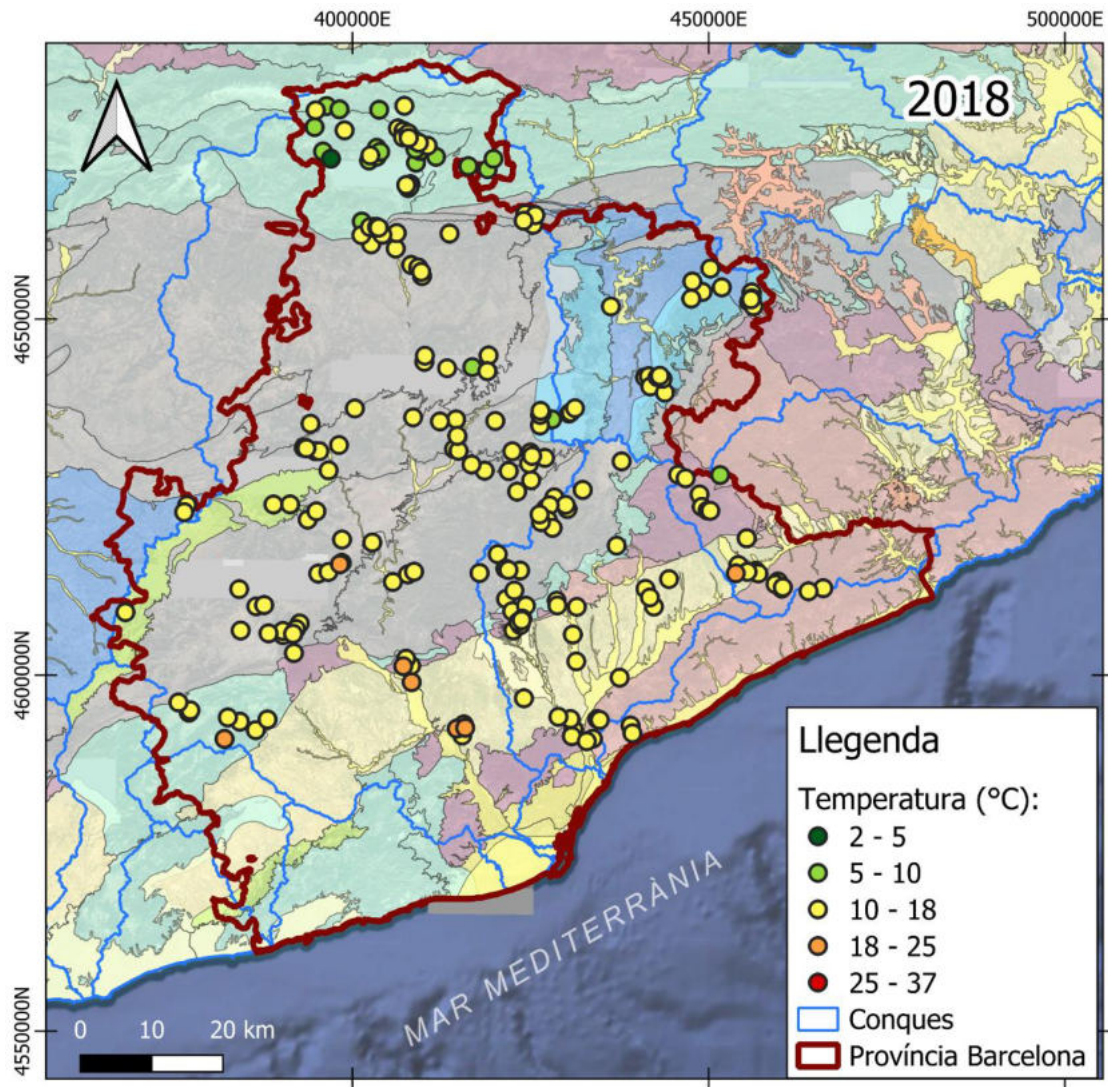 400000E
450000E
500000E
2018
4650000N
4600000N
4550000N
MAR MEDITERRÀNIA
0
10
20 km
Llegenda
Temperatura (°C):
2 - 5
5 - 10
10 - 18
18 - 25
25 - 37
Conques
Província Barcelona